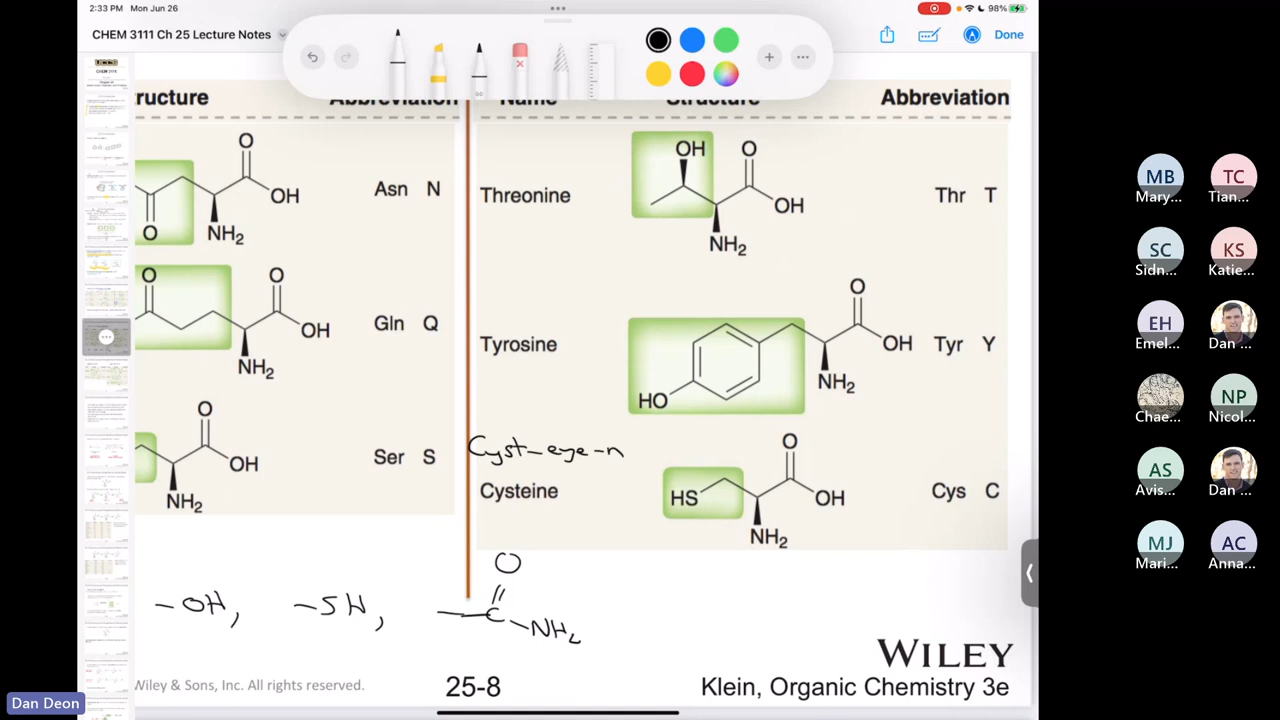 2:33 PM Mon Jun 26
98%
CHEM 3111 Ch 25 Lecture Notes
Done
ructure Abbreviation Name Structure Abbreviation
O
OH
Asn N
O
NH2
OH O
Threonine
OH
Thr T
NH2
O O
OH
Gln Q
NH2
O
Tyrosine
OH
Tyr Y
NH2
HO
O
OH
Ser S
NH2
Cyst-eye-n
O
Cysteine
HS
OH
Cys C
NH2
-OH, -SH, -C
O
NH2
WILEY
Wiley & Sons, Inc. All rights reserved.
25-8
Klein, Organic Chemistry 3e
Dan Deon
MB
Mary...
TC
Tian...
SC
Sidn...
KS
Katie...
EH
Emel...
Dan ...
Chae...
NP
Nicol...
AS
Avis...
Dan ...
MJ
Mari...
AC
Anna...